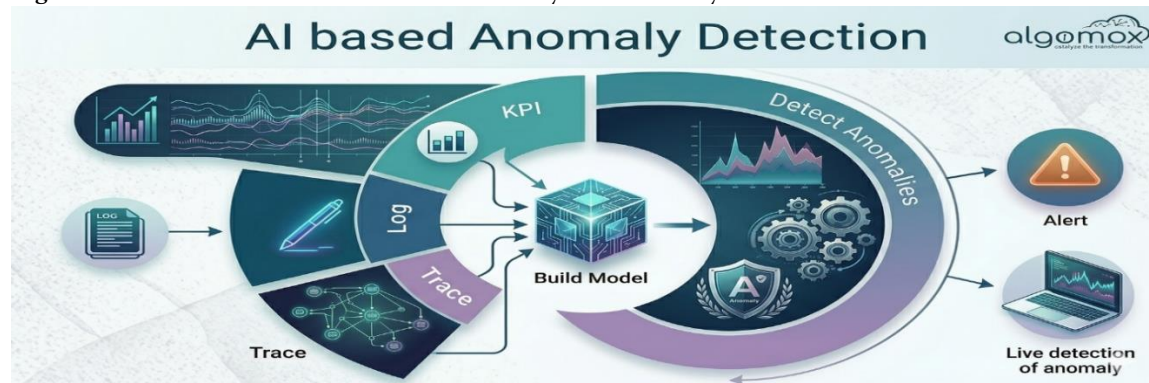 AI based Anomaly Detection
algomox
catalyze the transformation
KPI
Detect Anomalies
LOG
Log
Trace
Build Model
Anomaly
Alert
Trace
Live detection
of anomaly